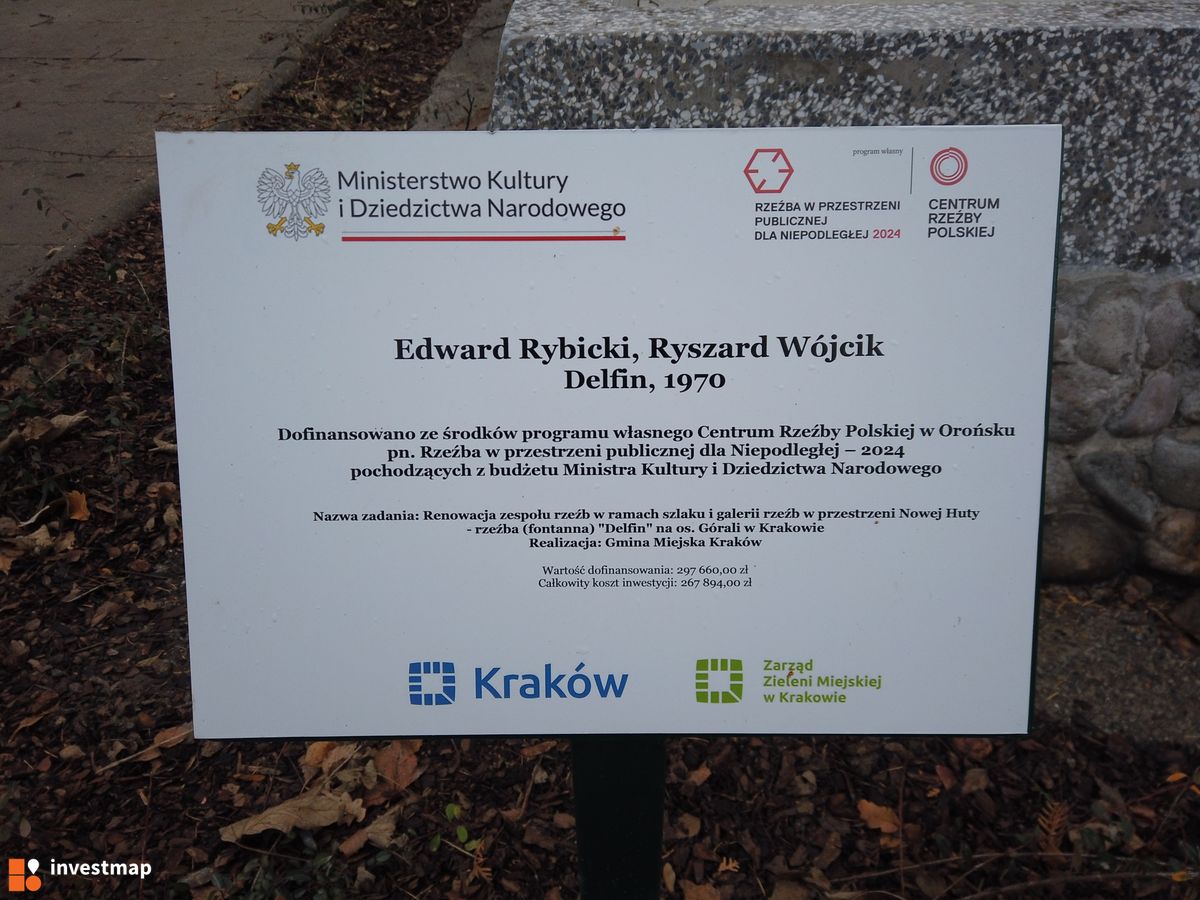 Ministerstwo Kultury
i Dziedzictwa Narodowego
RZEŹBA W PRZESTRZENI
PUBLICZNEJ
DLA NIEPODLEGŁEJ 2024
program własny
CENTRUM
RZEŹBY
POLSKIEJ
Edward Rybicki, Ryszard Wójcik
Delfin, 1970
Dofinansowano ze środków programu własnego Centrum Rzeźby Polskiej w Orońsku
pn. Rzeźba w przestrzeni publicznej dla Niepodległej – 2024
pochodzących z budżetu Ministra Kultury i Dziedzictwa Narodowego
Nazwa zadania: Renowacja zespołu rzeźb w ramach szlaku i galerii rzeźb w przestrzeni Nowej Huty
- rzeźba (fontanna) "Delfin" na os. Górali w Krakowie
Realizacja: Gmina Miejska Kraków
Wartość dofinansowania: 297 660,00 zł
Całkowity koszt inwestycji: 267 894,00 zł
Kraków
Zarząd
Zieleni Miejskiej
w Krakowie
investmap